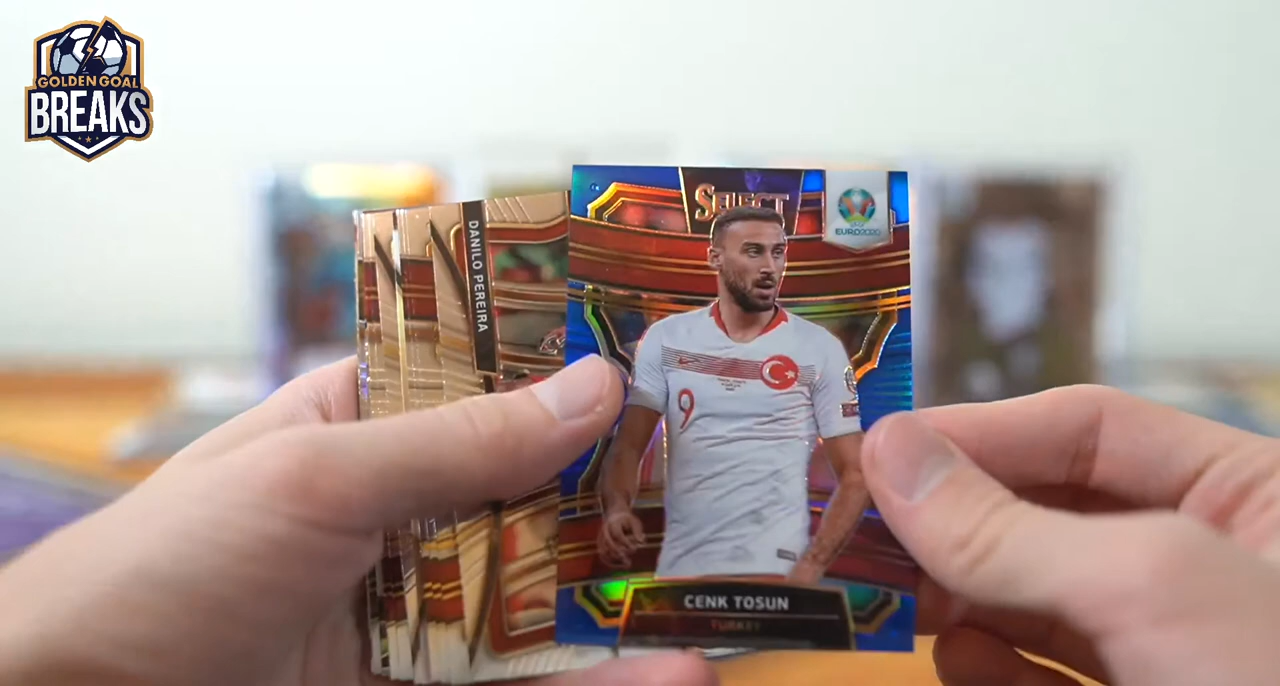 GOLDEN GOAL
BREAKS
SELECT
EURO2020
DANILO PEREIRA
9
CENK TOSUN
TURKEY